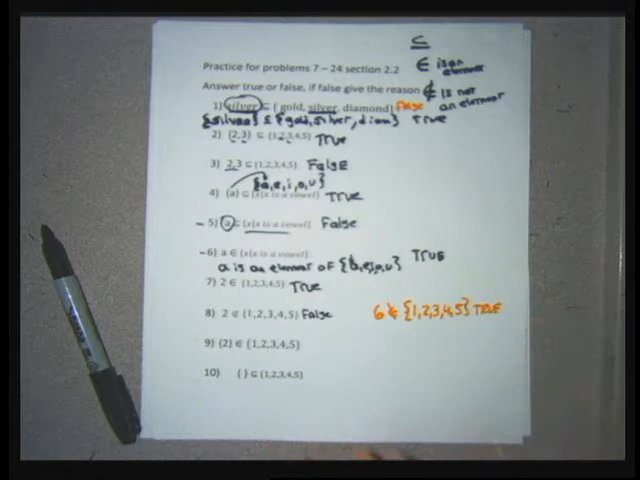 ⊆
Practice for problems 7 – 24 section 2.2
∈ is an element
Answer true or false, if false give the reason
∉ is not an element
1) silver ⊆ { gold, silver, diamond} False
{silver} ⊆ {gold, silver, diam} TRUE
2) {2,3} ⊆ {1,2,3,4,5} TRUE
3) 2,3 ⊆ {1,2,3,4,5} FalsE
{a,e,i,o,u}
4) {a} ⊆ {x|x is a vowel} TRUE
5) a ⊆ {x|x is a vowel} False
6) a ∈ {x|x is a vowel} TRUE
a is an element of {a,e,i,o,u}
7) 2 ∈ {1,2,3,4,5} TRUE
8) 2 ∉ {1,2,3,4,5} False 6 ∉ {1,2,3,4,5} TRUE
9) {2} ∈ {1,2,3,4,5}
10) { } ⊆ {1,2,3,4,5}